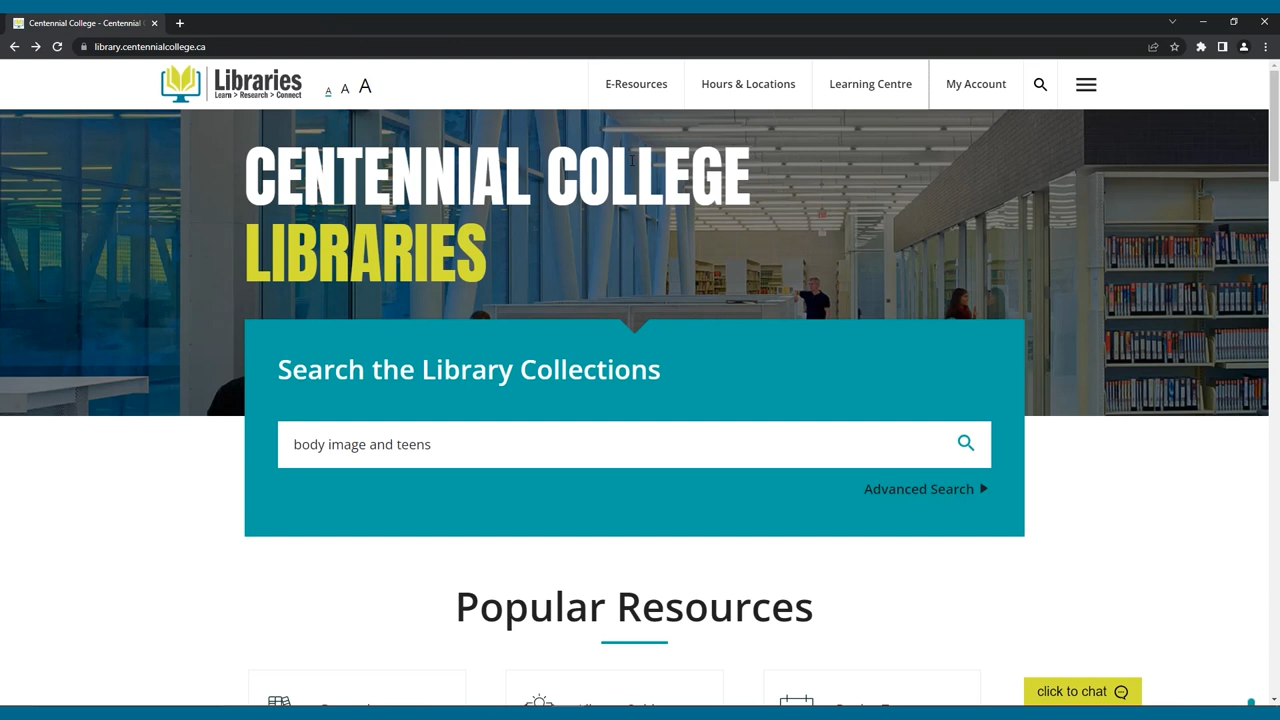 Centennial College - Centennial
library.centennialcollege.ca
Libraries
Learn > Research > Connect
A A A
E-Resources
Hours & Locations
Learning Centre
My Account
CENTENNIAL COLLEGE
LIBRARIES
Search the Library Collections
body image and teens
Advanced Search
Popular Resources
click to chat